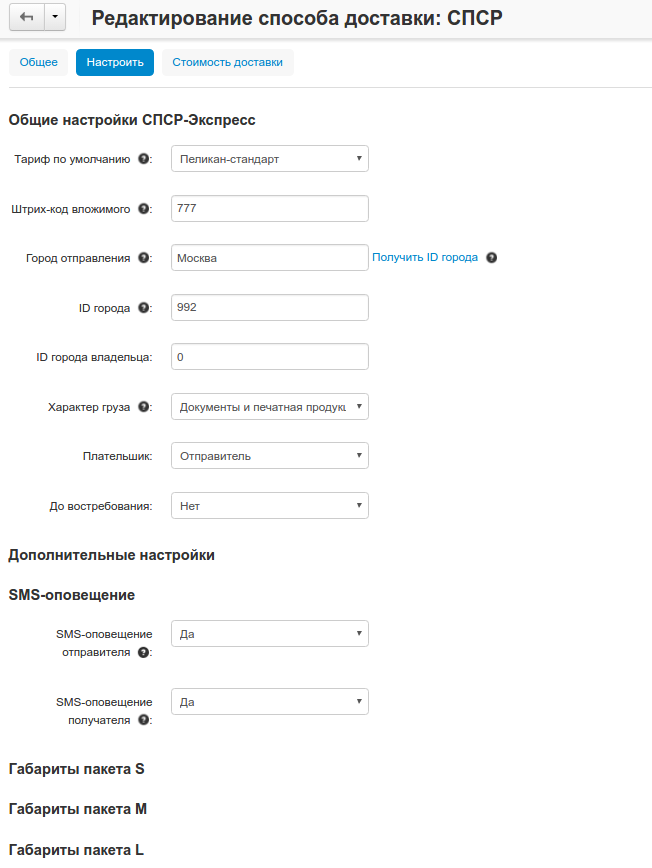 Редактирование способа доставки: СПСР
Общее Настроить Стоимость доставки
Общие настройки СПСР-Экспресс
Тариф по умолчанию ?: Пеликан-стандарт
Штрих-код вложимого ?: 777
Город отправления ?: Москва Получить ID города ?
ID города ?: 992
ID города владельца: 0
Характер груза ?: Документы и печатная продукц
Плательшик: Отправитель
До востребования: Нет
Дополнительные настройки
SMS-оповещение
SMS-оповещение Да
отправителя ?:
SMS-оповещение Да
получателя ?:
Габариты пакета S
Габариты пакета M
Габариты пакета L